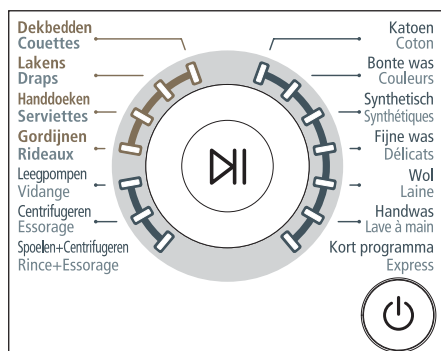 Dekbedden
Couettes
Lakens
Draps
Handdoeken
Serviettes
Gordijnen
Rideaux
Leegpompen
Vidange
Centrifugeren
Essorage
Spoelen+Centrifugeren
Rince+Essorage
Katoen
Coton
Bonte was
Couleurs
Synthetisch
Synthétiques
Fijne was
Délicats
Wol
Laine
Handwas
Lave à main
Kort programma
Express